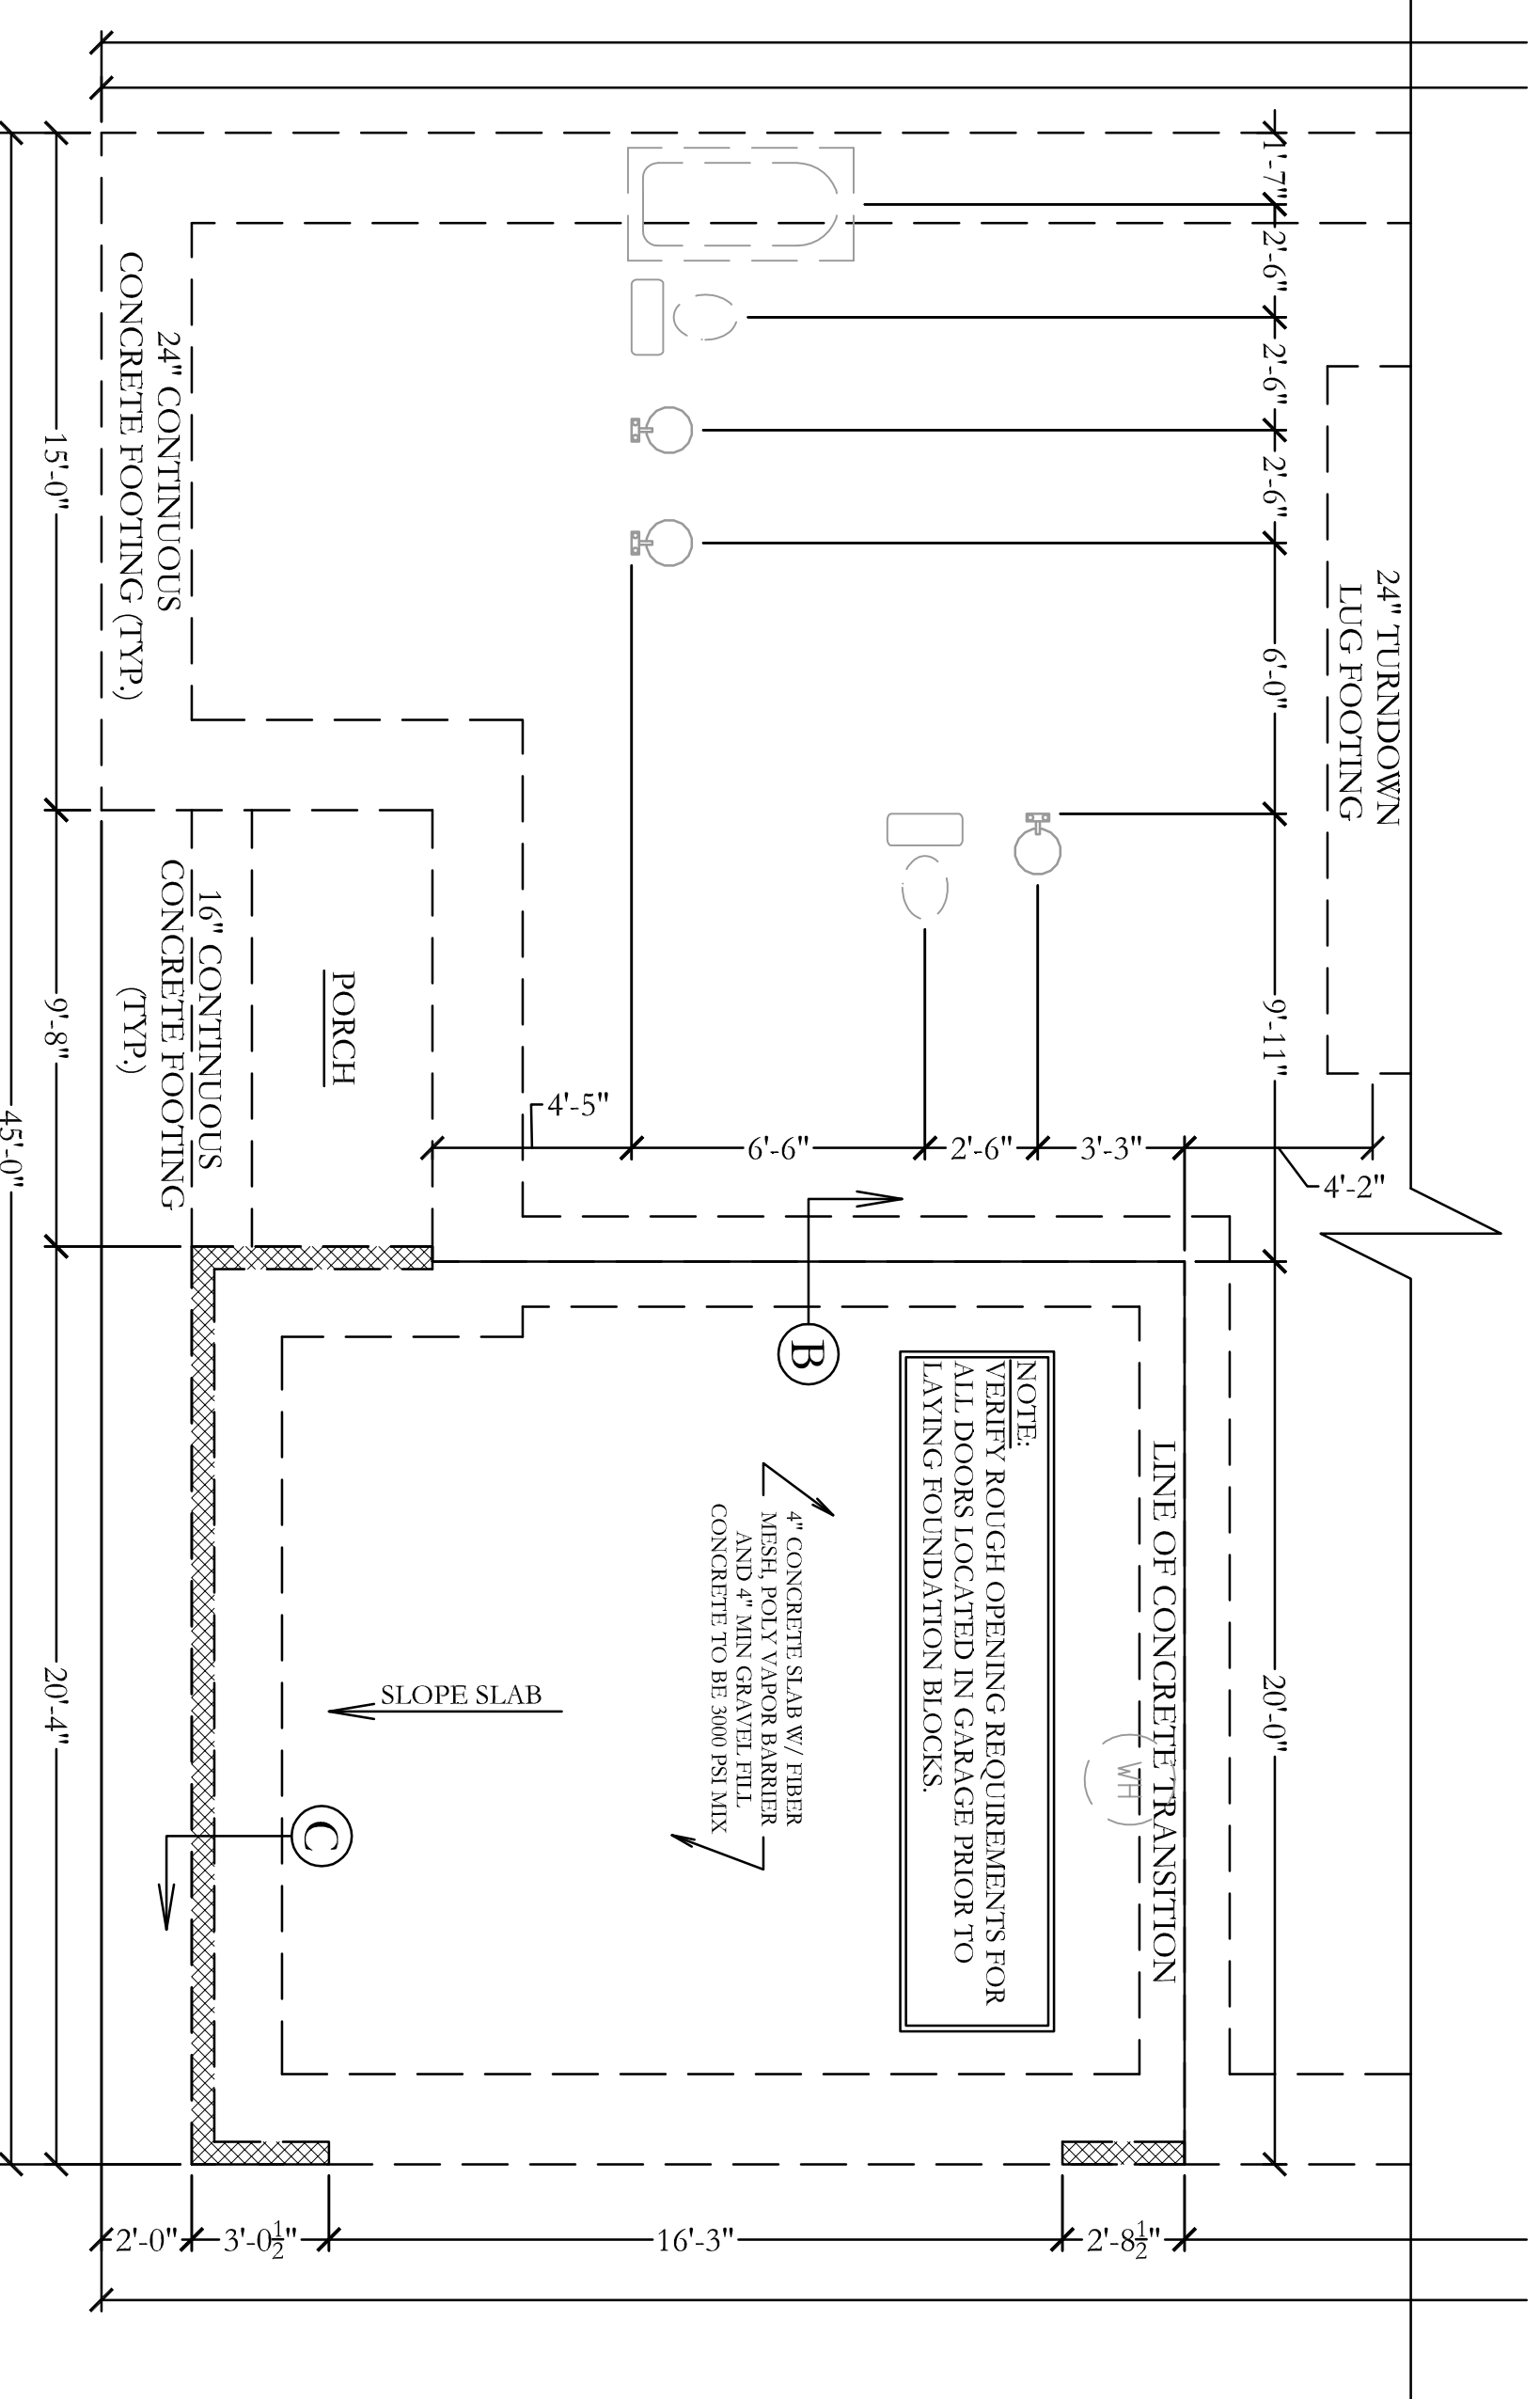 1'-7"
2'-6"
2'-6"
2'-6"
6'-0"
9'-11"
20'-0"
24" TURNDOWN
LUG FOOTING
4'-2"
3'-3"
2'-6"
6'-6"
4'-5"
24" CONTINUOUS
CONCRETE FOOTING (TYP.)
PORCH
16" CONTINUOUS
CONCRETE FOOTING
(TYP.)
B
LINE OF CONCRETE TRANSITION
WH
NOTE:
VERIFY ROUGH OPENING REQUIREMENTS FOR
ALL DOORS LOCATED IN GARAGE PRIOR TO
LAYING FOUNDATION BLOCKS.
4" CONCRETE SLAB W/ FIBER
MESH, POLY VAPOR BARRIER
AND 4" MIN GRAVEL FILL
CONCRETE TO BE 3000 PSI MIX
SLOPE SLAB
C
2'-8½"
16'-3"
3'-0½"
2'-0"
15'-0"
9'-8"
20'-4"
45'-0"